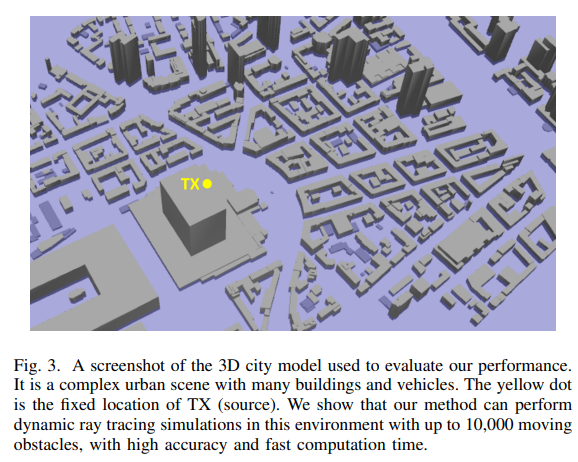 TX
Fig. 3. A screenshot of the 3D city model used to evaluate our performance.
It is a complex urban scene with many buildings and vehicles. The yellow dot
is the fixed location of TX (source). We show that our method can perform
dynamic ray tracing simulations in this environment with up to 10,000 moving
obstacles, with high accuracy and fast computation time.